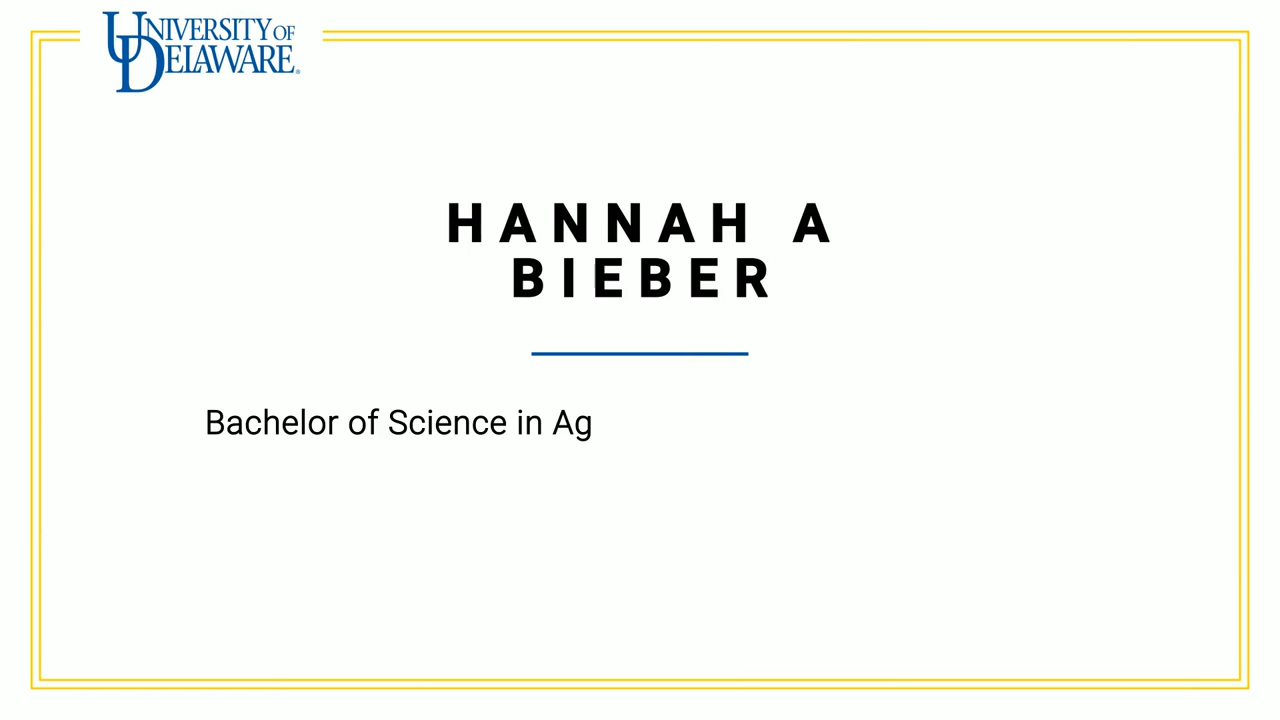 UNIVERSITY OF
DELAWARE
HANNAH A
BIEBER
Bachelor of Science in Ag